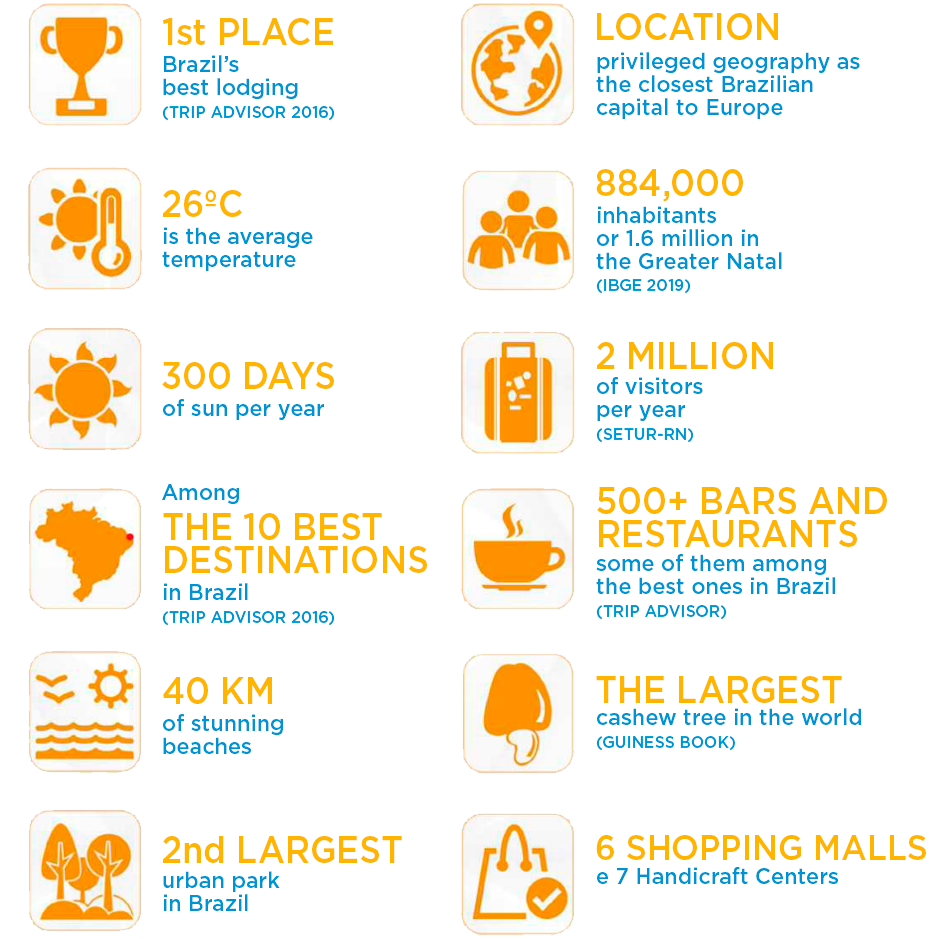 1st PLACE
Brazil’s
best lodging
(TRIP ADVISOR 2016)
LOCATION
privileged geography as
the closest Brazilian
capital to Europe
26ºC
is the average
temperature
884,000
inhabitants
or 1.6 million in
the Greater Natal
(IBGE 2019)
300 DAYS
of sun per year
2 MILLION
of visitors
per year
(SETUR-RN)
Among
THE 10 BEST
DESTINATIONS
in Brazil
(TRIP ADVISOR 2016)
500+ BARS AND
RESTAURANTS
some of them among
the best ones in Brazil
(TRIP ADVISOR)
40 KM
of stunning
beaches
THE LARGEST
cashew tree in the world
(GUINESS BOOK)
2nd LARGEST
urban park
in Brazil
6 SHOPPING MALLS
e 7 Handicraft Centers